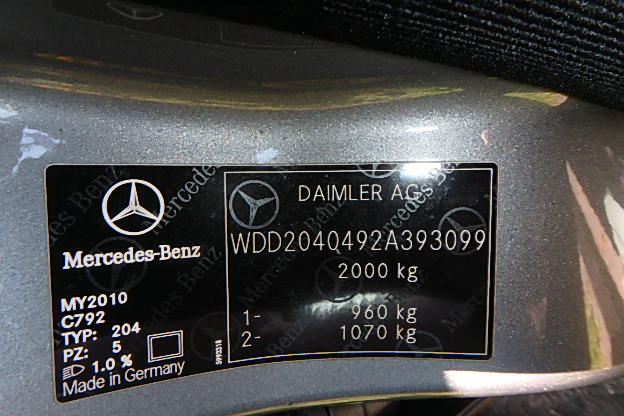 Mercedes-Benz
MY2010
C792
TYP: 204
PZ: 5
1.0 %
Made in Germany
DAIMLER AG
WDD2040492A393099
2000 kg
1- 960 kg
2- 1070 kg